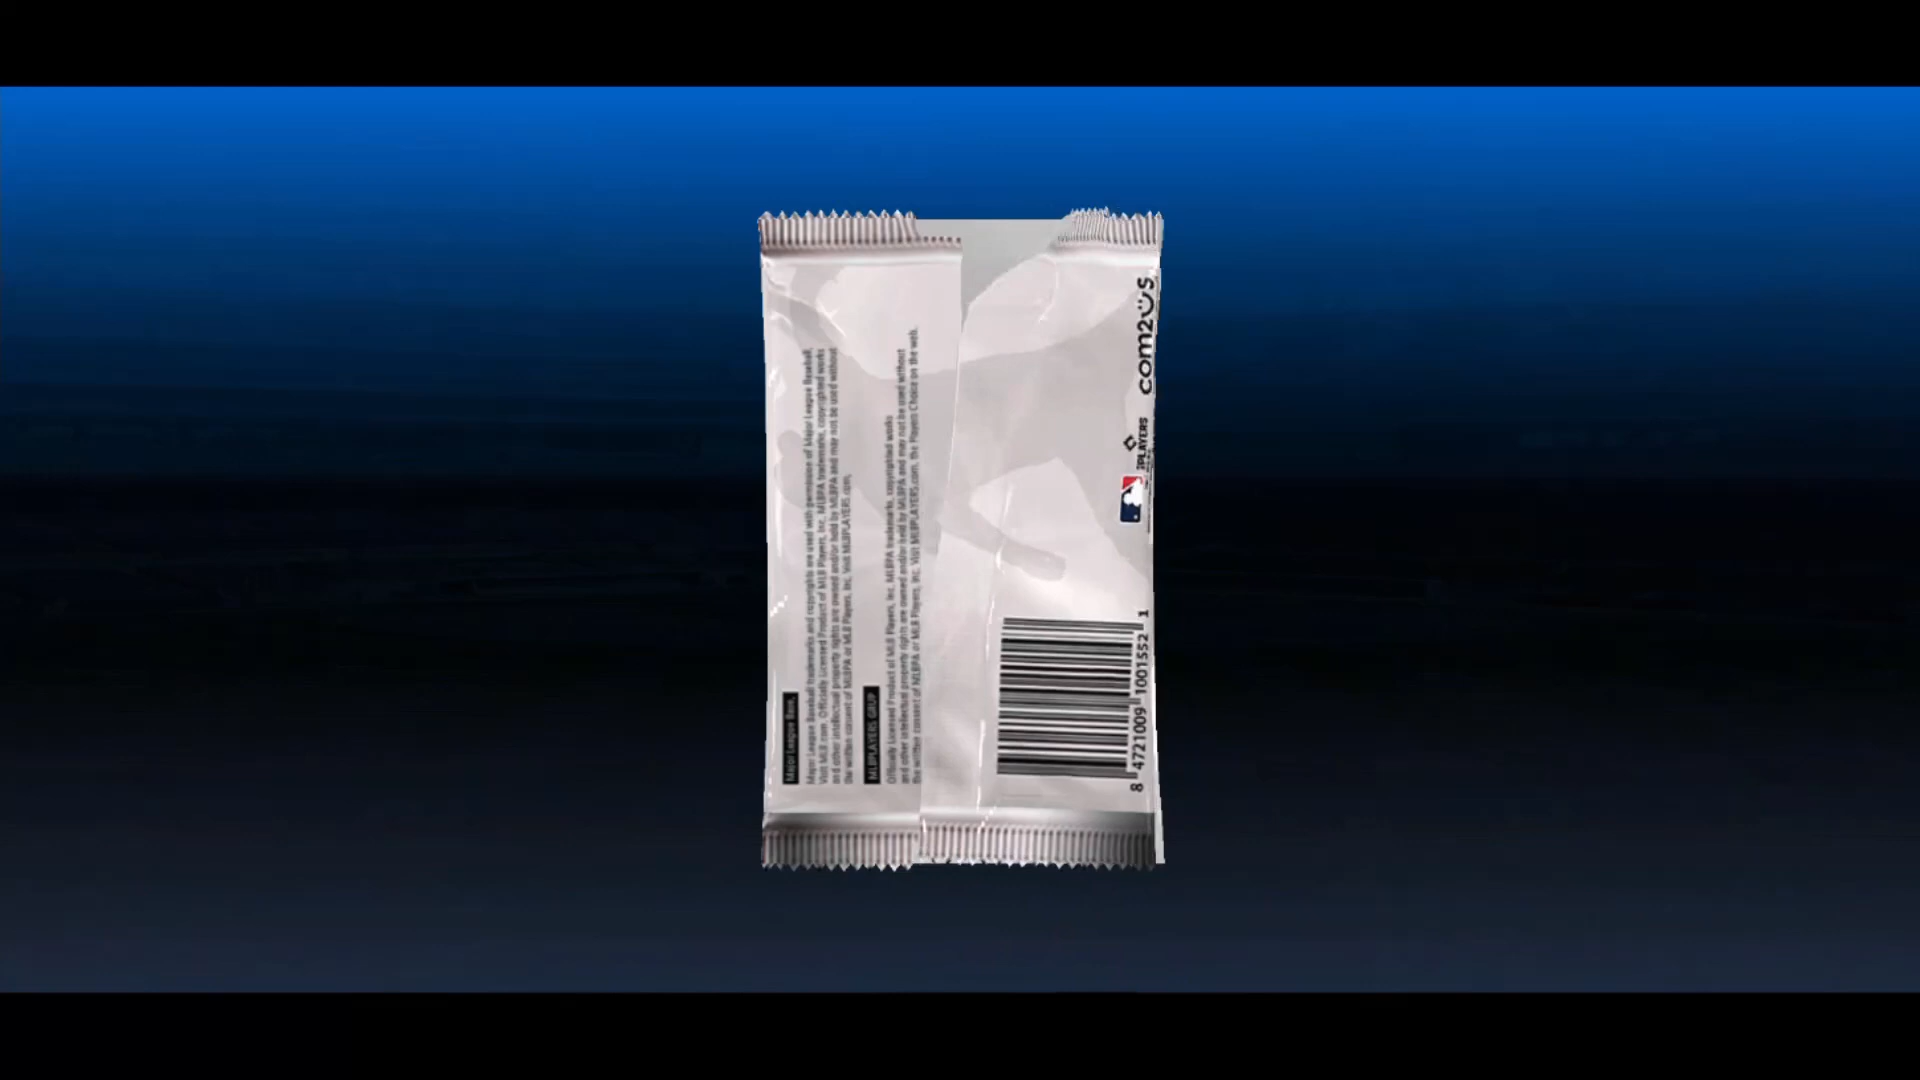 Major League Base.
Major League Baseball trademarks and copyrights are used with permission of Major League Baseball.
Visit MLB.com. Officially Licensed Product of MLB Players, Inc. MLBPA trademarks, copyrighted works
and other intellectual property rights are owned and/or held by MLBPA and may not be used without
the written consent of MLBPA or MLB Players, Inc. Visit MLBPLAYERS.com,
MLBPLAYERS GRUP
Officially Licensed Product of MLB Players, Inc. MLBPA trademarks, copyrighted works
and other intellectual property rights are owned and/or held by MLBPA and may not be used without
the written consent of MLBPA or MLB Players, Inc. Visit MLBPLAYERS.com, the Players Choice on the web.
PLAYERS
com2us
8 4721009 1001552 1